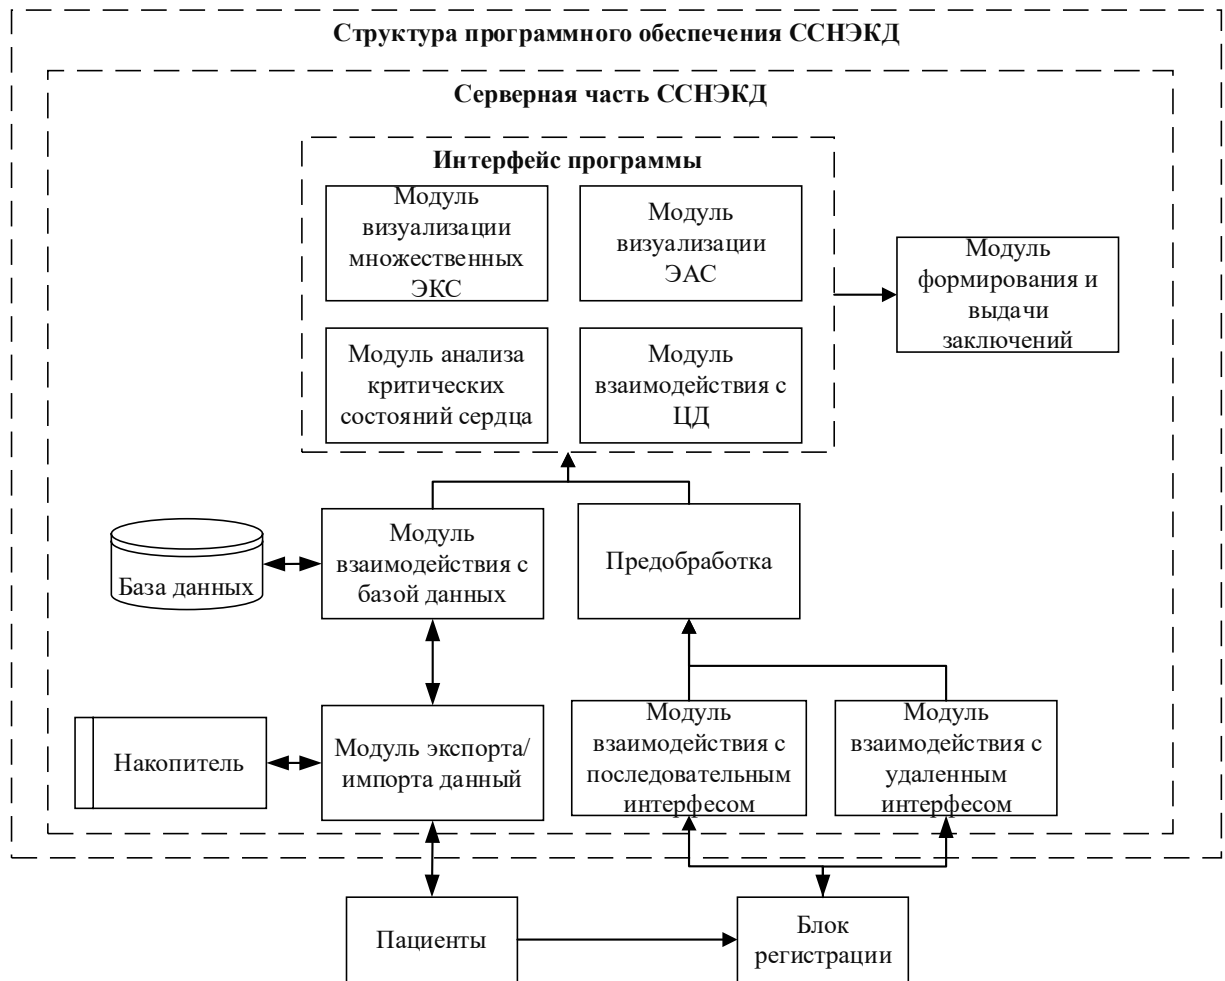 Структура программного обеспечения ССНЭКД
Серверная часть ССНЭКД
Интерфейс программы
Модуль
визуализации
множественных
ЭКС
Модуль
визуализации
ЭАС
Модуль
формирования и
выдачи
заключений
Модуль анализа
критических
состояний сердца
Модуль
взаимодействия с
ЦД
База данных
Модуль
взаимодействия с
базой данных
Предобработка
Накопитель
Модуль экспорта/
импорта данный
Модуль
взаимодействия с
последовательным
интерфесом
Модуль
взаимодействия с
удаленным
интерфесом
Пациенты
Блок
регистрации